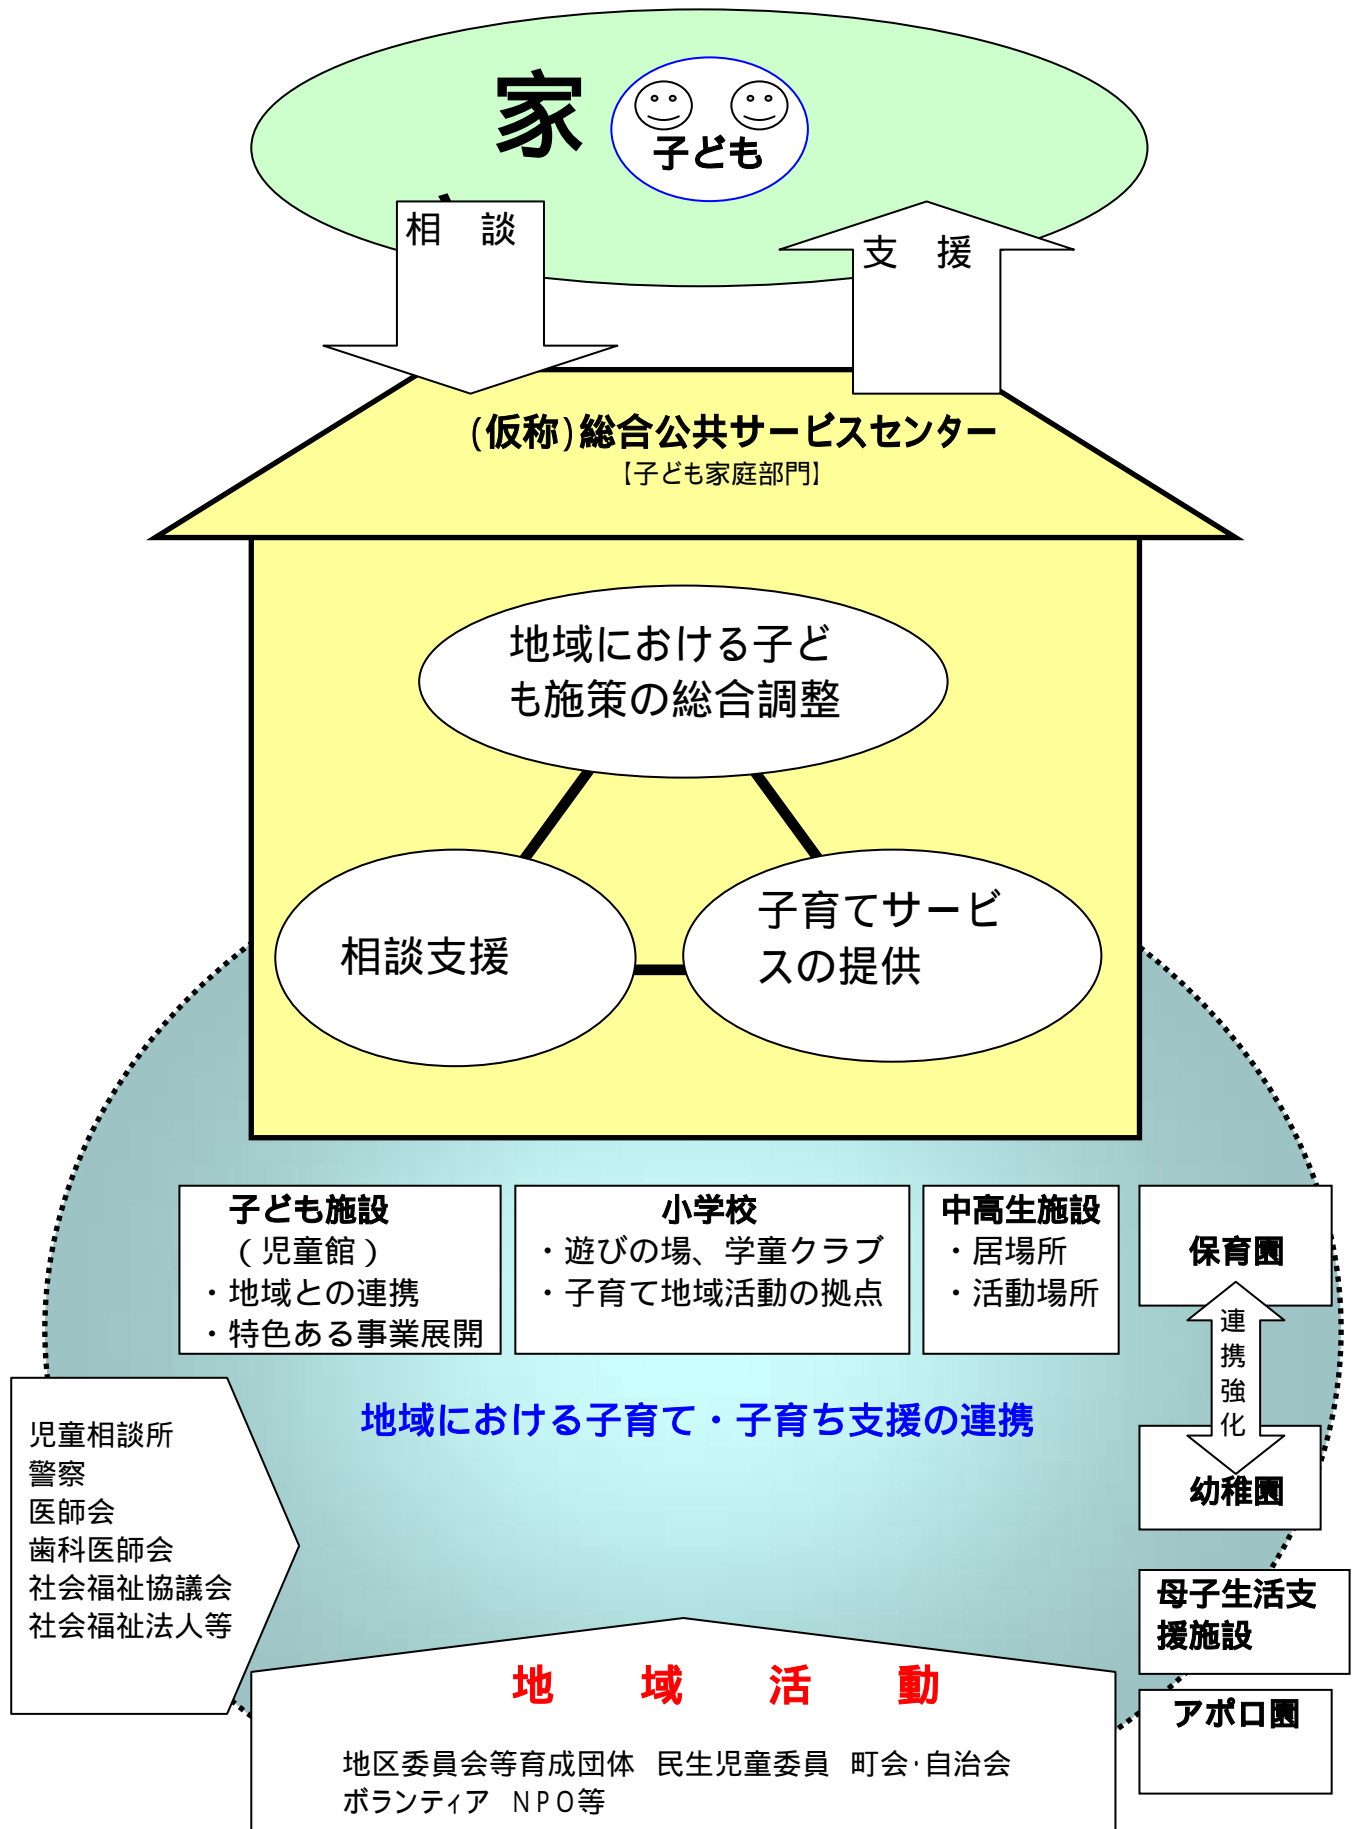 家
子ども
相　談
支　援
(仮称)総合公共サービスセンター
【子ども家庭部門】
地域における子ど
も施策の総合調整
相談支援
子育てサービ
スの提供
子ども施設
（児童館）
・地域との連携
・特色ある事業展開
小学校
・遊びの場、学童クラブ
・子育て地域活動の拠点
中高生施設
・居場所
・活動場所
保育園
連
携
強
化
幼稚園
地域における子育て・子育ち支援の連携
児童相談所
警察
医師会
歯科医師会
社会福祉協議会
社会福祉法人等
母子生活支
援施設
アポロ園
地　域　活　動
地区委員会等育成団体　民生児童委員　町会・自治会
ボランティア　ＮＰＯ等